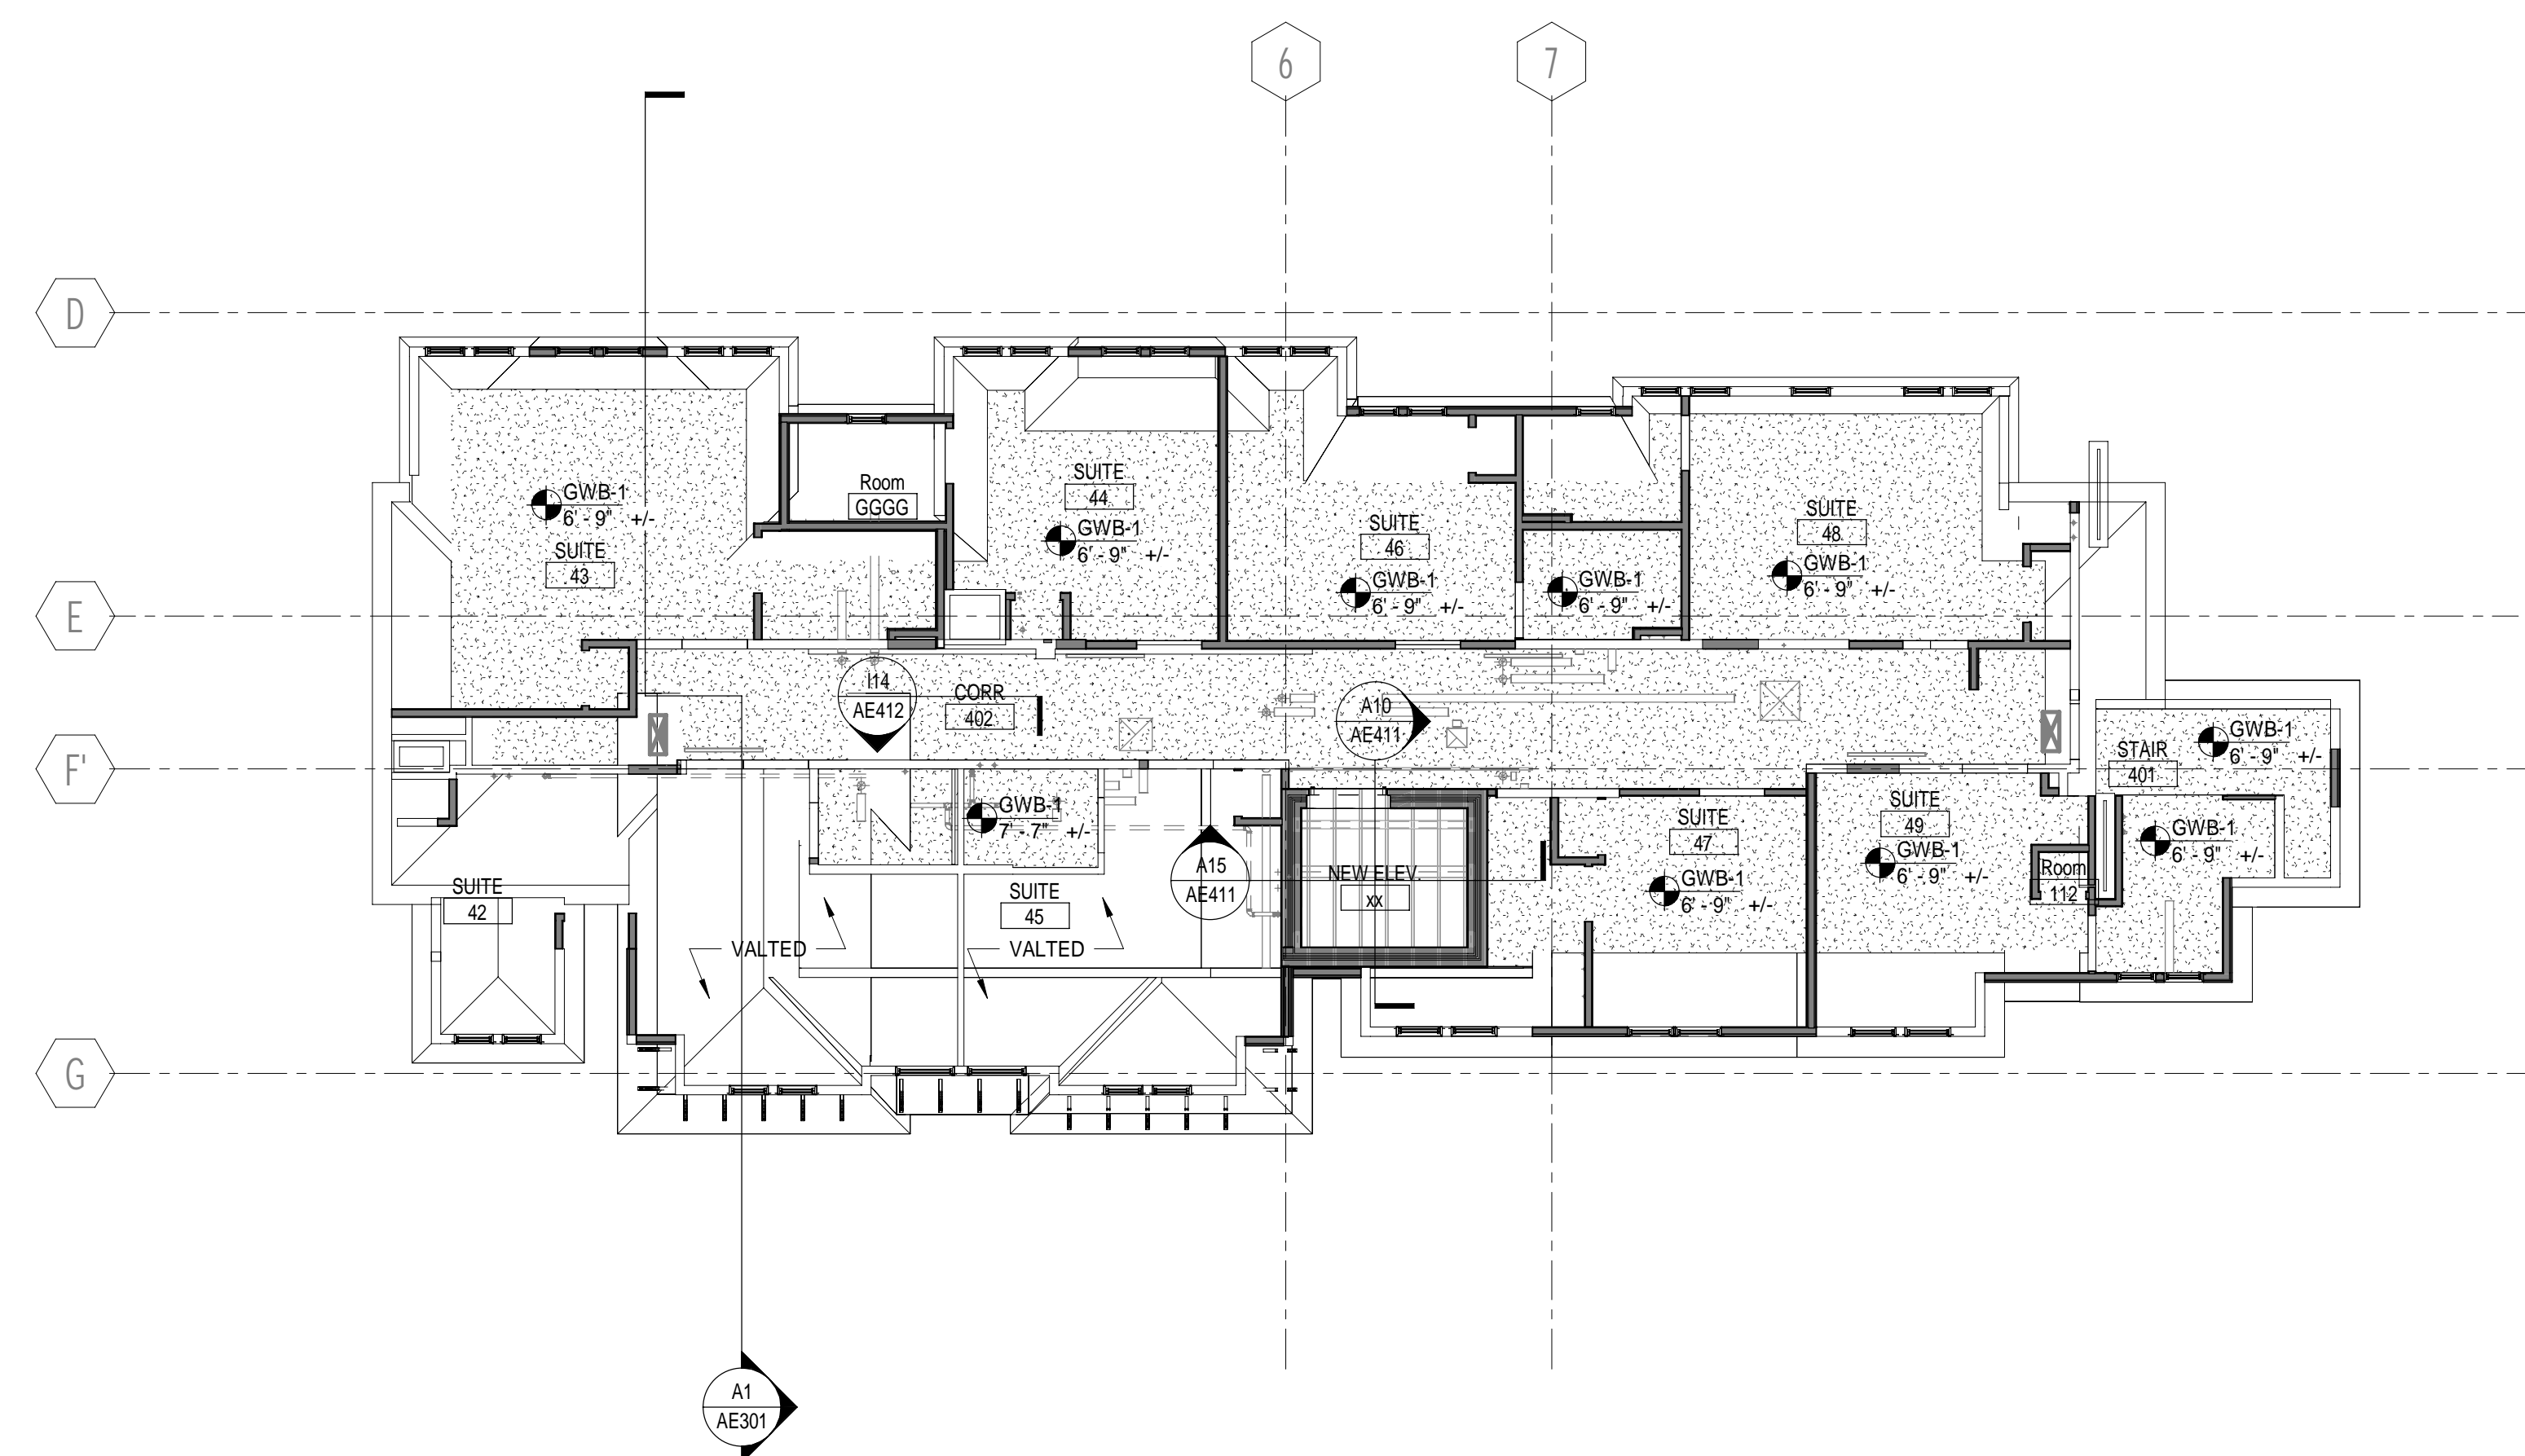 6
7
D
GWB-1
6' - 9" +/-
SUITE
43
Room
GGGG
SUITE
44
GWB-1
6' - 9" +/-
SUITE
46
GWB-1
6' - 9" +/-
GWB-1
6' - 9" +/-
SUITE
48
GWB-1
6' - 9" +/-
E
I14
AE412
CORR
402
A10
AE411
F'
STAIR
401
GWB-1
6' - 9" +/-
GWB-1
7' - 7" +/-
SUITE
42
VALTED
SUITE
45
VALTED
A15
AE411
NEW ELEV.
xx
SUITE
47
GWB-1
6' - 9" +/-
SUITE
49
GWB-1
6' - 9" +/-
Room
112
GWB-1
6' - 9" +/-
G
A1
AE301